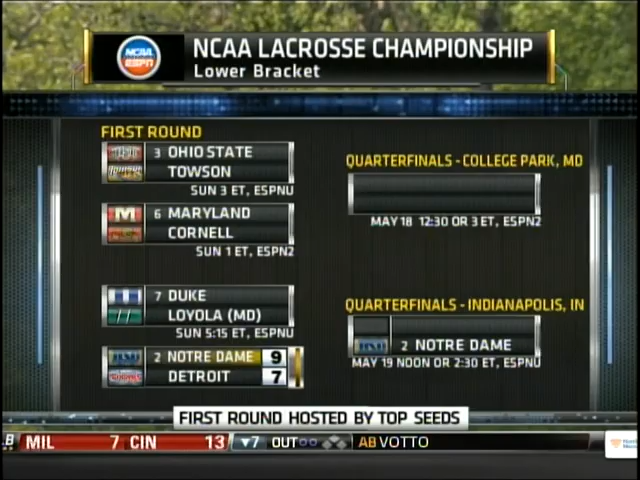 NCAA LACROSSE CHAMPIONSHIP
Lower Bracket
NCAA
ESPN
FIRST ROUND
3 OHIO STATE
TOWSON
SUN 3 ET, ESPNU
6 MARYLAND
CORNELL
SUN 1 ET, ESPN2
7 DUKE
LOYOLA (MD)
SUN 5:15 ET, ESPNU
2 NOTRE DAME 9
DETROIT 7
QUARTERFINALS - COLLEGE PARK, MD
MAY 18 12:30 OR 3 ET, ESPN2
QUARTERFINALS - INDIANAPOLIS, IN
2 NOTRE DAME
MAY 19 NOON OR 2:30 ET, ESPNU
FIRST ROUND HOSTED BY TOP SEEDS
MIL 7 CIN 13 ▼7 OUT AB VOTTO